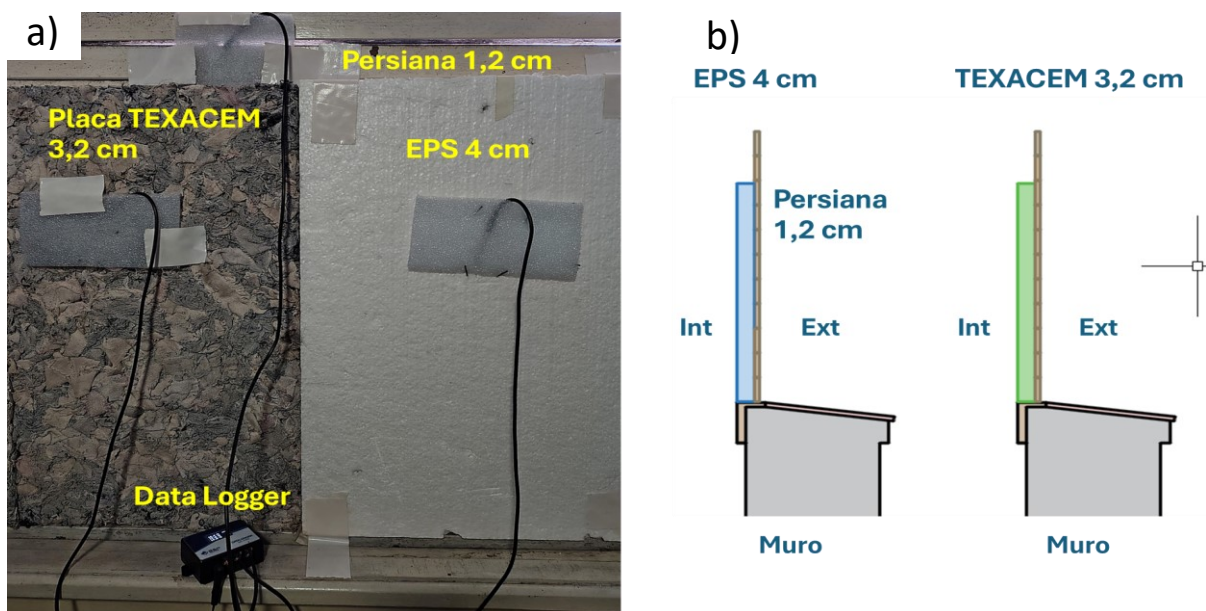 a)
Persiana 1,2 cm
Placa TEXACEM
3,2 cm
EPS 4 cm
Data Logger
b)
EPS 4 cm
TEXACEM 3,2 cm
Persiana
1,2 cm
Int
Ext
Int
Ext
Muro
Muro